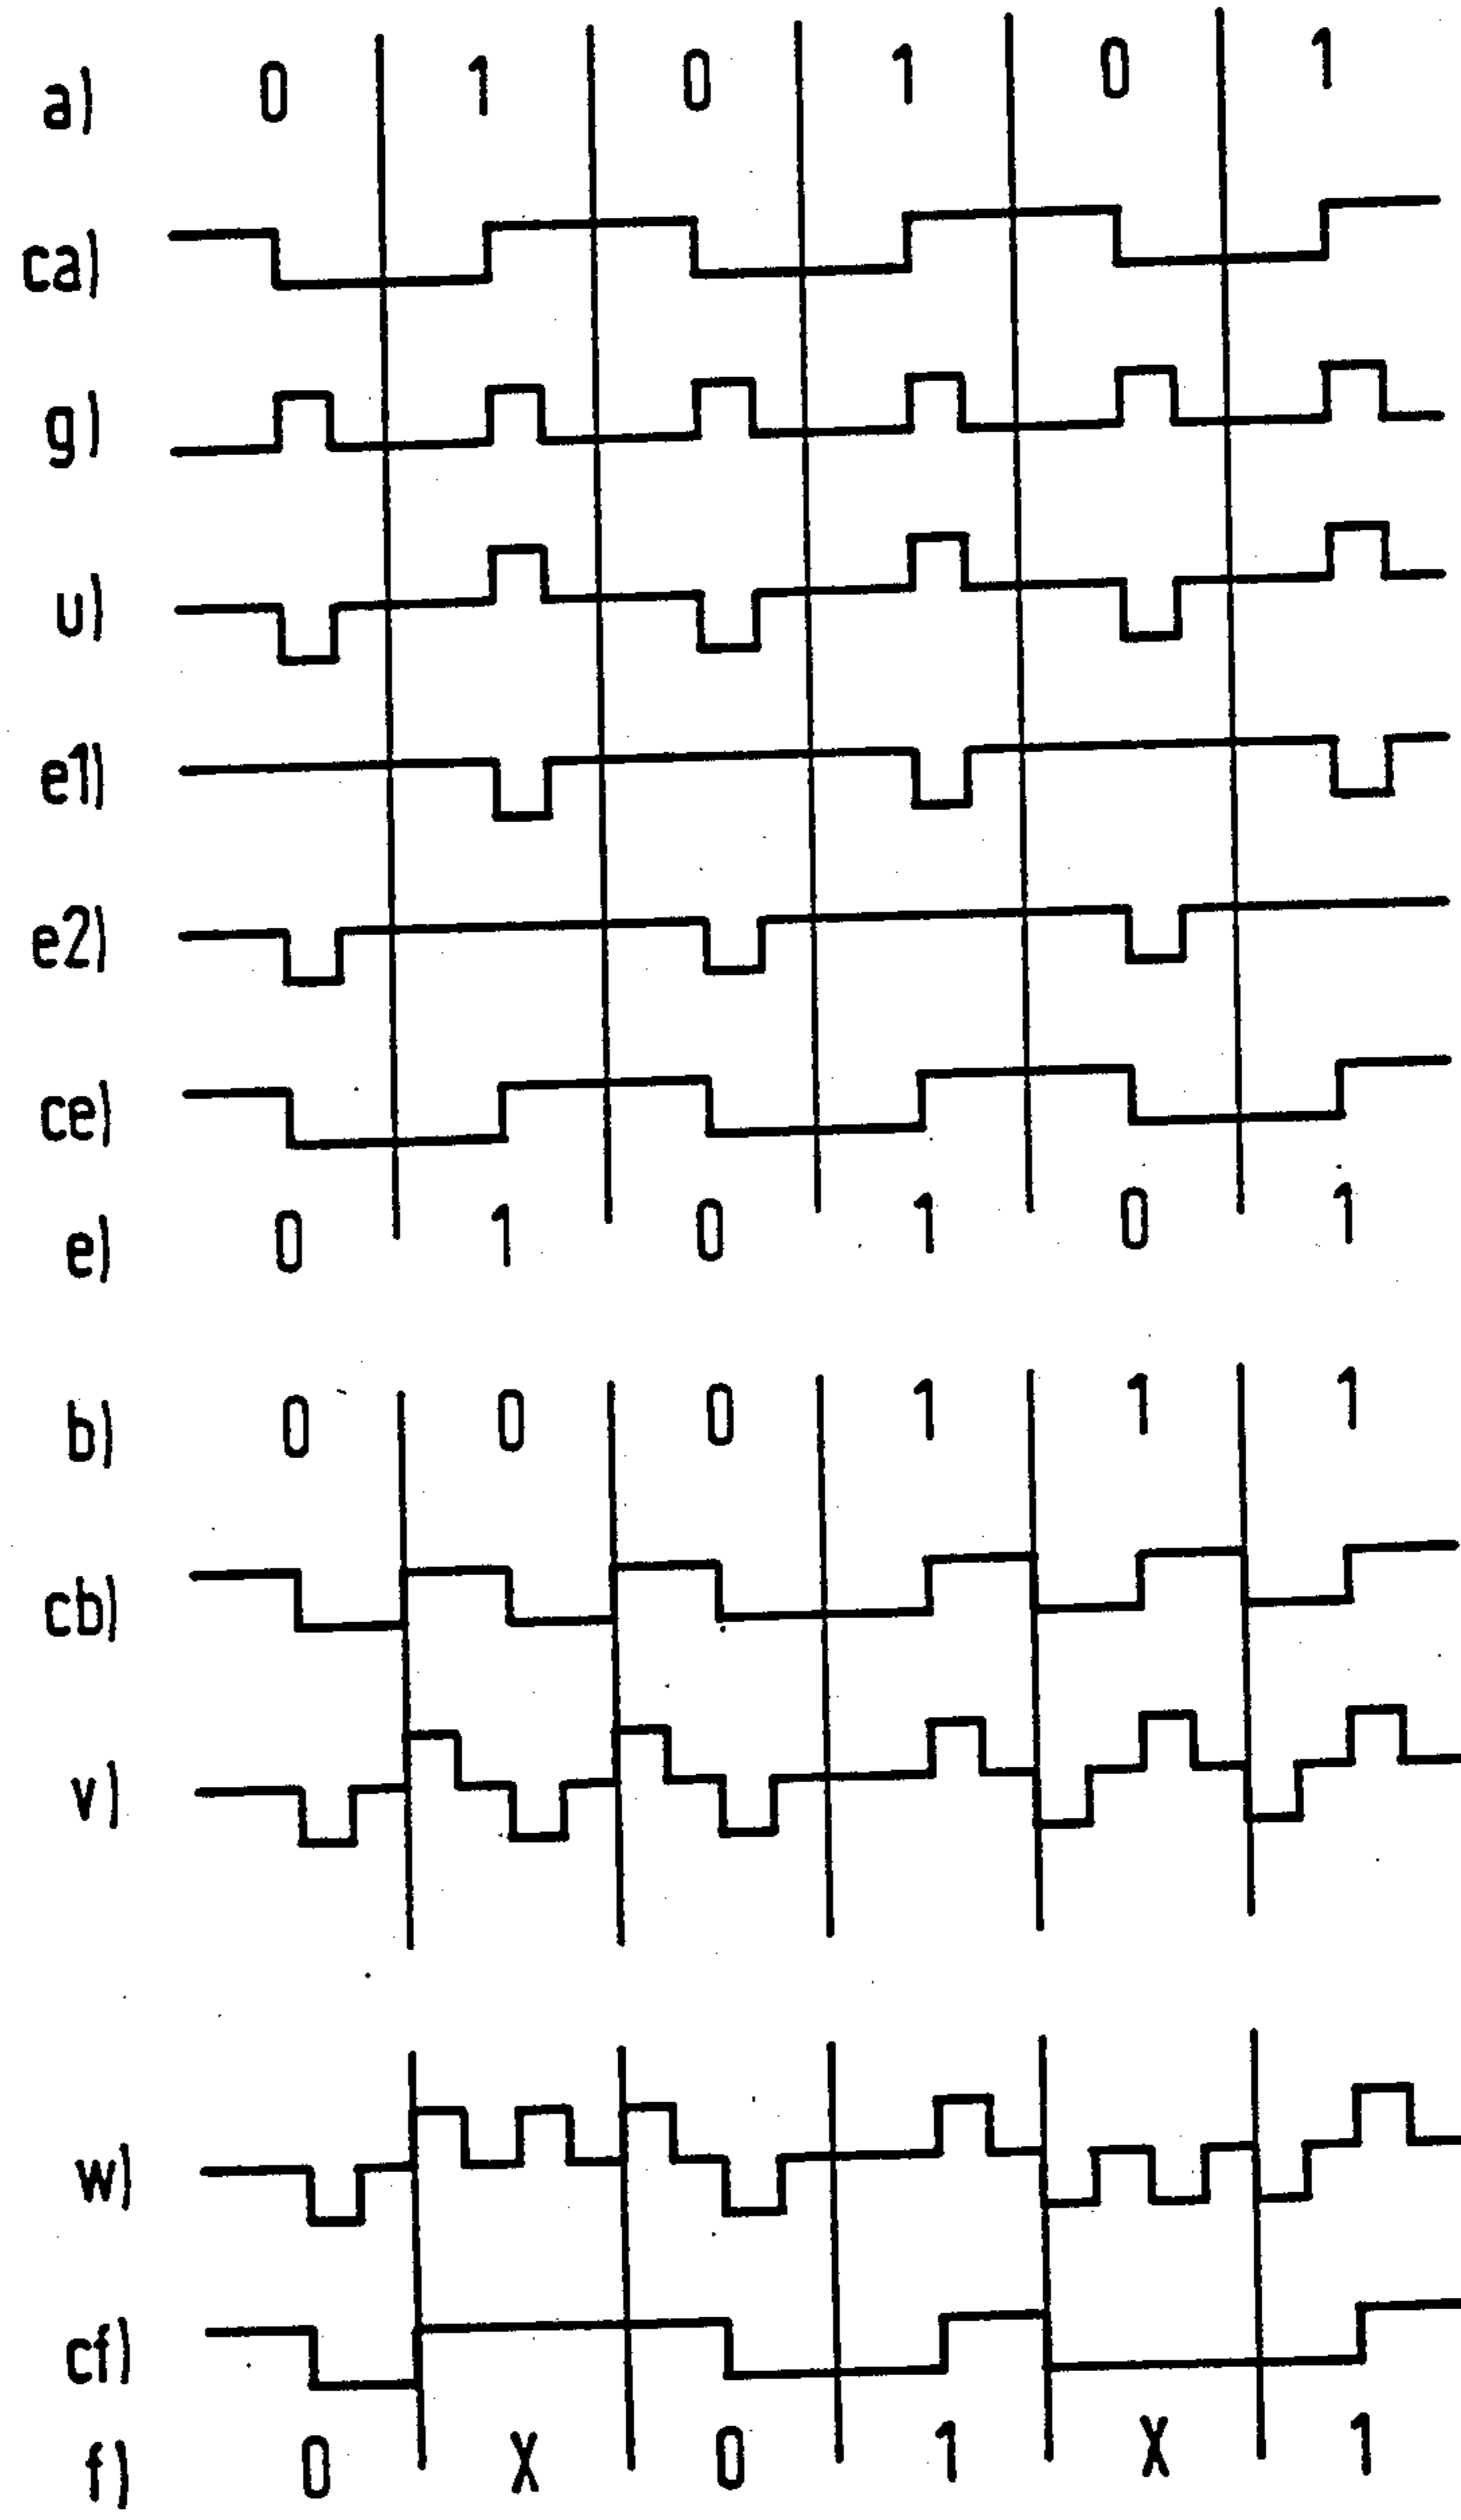 a) 0 1 0 1 0 1
ca)
g)
u)
e1)
e2)
ce)
e) 0 1 0 1 0 1
b) 0 0 0 1 1 1
cb)
v)
w)
cf)
f) 0 X 0 1 X 1